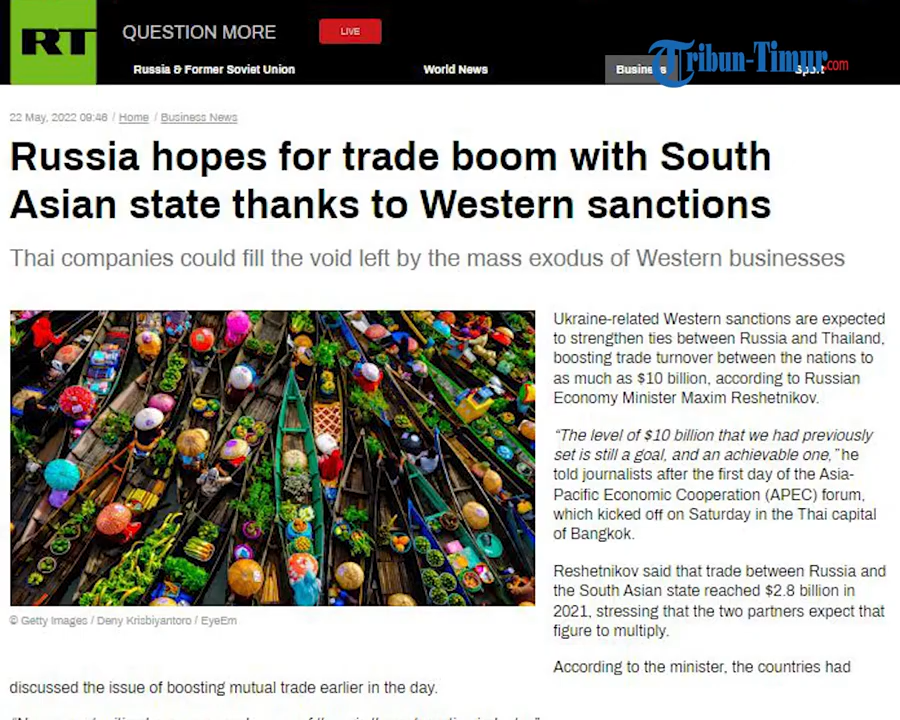 RT QUESTION MORE LIVE
Russia & Former Soviet Union World News Business Sport
Tribun-Timur.com
22 May, 2022 09:46 / Home / Business News
Russia hopes for trade boom with South
Asian state thanks to Western sanctions
Thai companies could fill the void left by the mass exodus of Western businesses
© Getty Images / Deny Krisbiyantoro / EyeEm
Ukraine-related Western sanctions are expected
to strengthen ties between Russia and Thailand,
boosting trade turnover between the nations to
as much as $10 billion, according to Russian
Economy Minister Maxim Reshetnikov.
“The level of $10 billion that we had previously
set is still a goal, and an achievable one,” he
told journalists after the first day of the Asia-
Pacific Economic Cooperation (APEC) forum,
which kicked off on Saturday in the Thai capital
of Bangkok.
Reshetnikov said that trade between Russia and
the South Asian state reached $2.8 billion in
2021, stressing that the two partners expect that
figure to multiply.
According to the minister, the countries had
discussed the issue of boosting mutual trade earlier in the day.